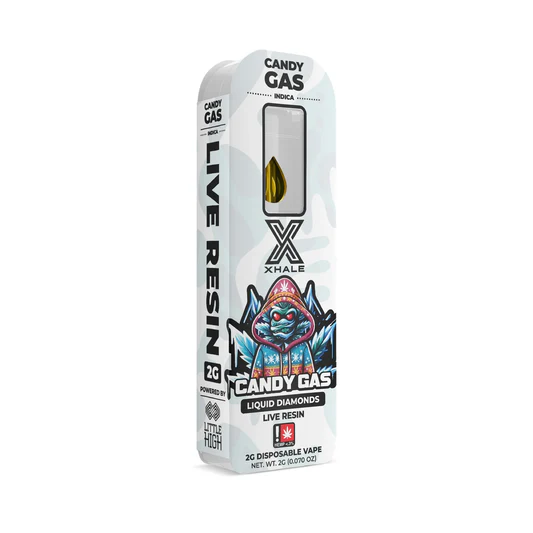 CANDY
GAS
INDICA
X
XHALE
CANDY GAS
LIQUID DIAMONDS
LIVE RESIN
!
2G DISPOSABLE VAPE
NET. WT. 2G (0.070 OZ)
CANDY
GAS
INDICA
LIVE RESIN
2G
POWERED BY
LITTLE
HIGH